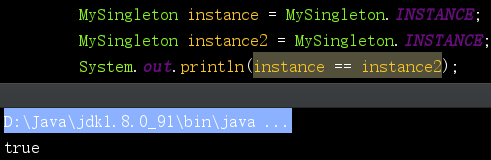 MySingleton instance = MySingleton.INSTANCE;
MySingleton instance2 = MySingleton.INSTANCE;
System.out.println(instance == instance2);
D:\Java\jdk1.8.0_91\bin\java ...
true